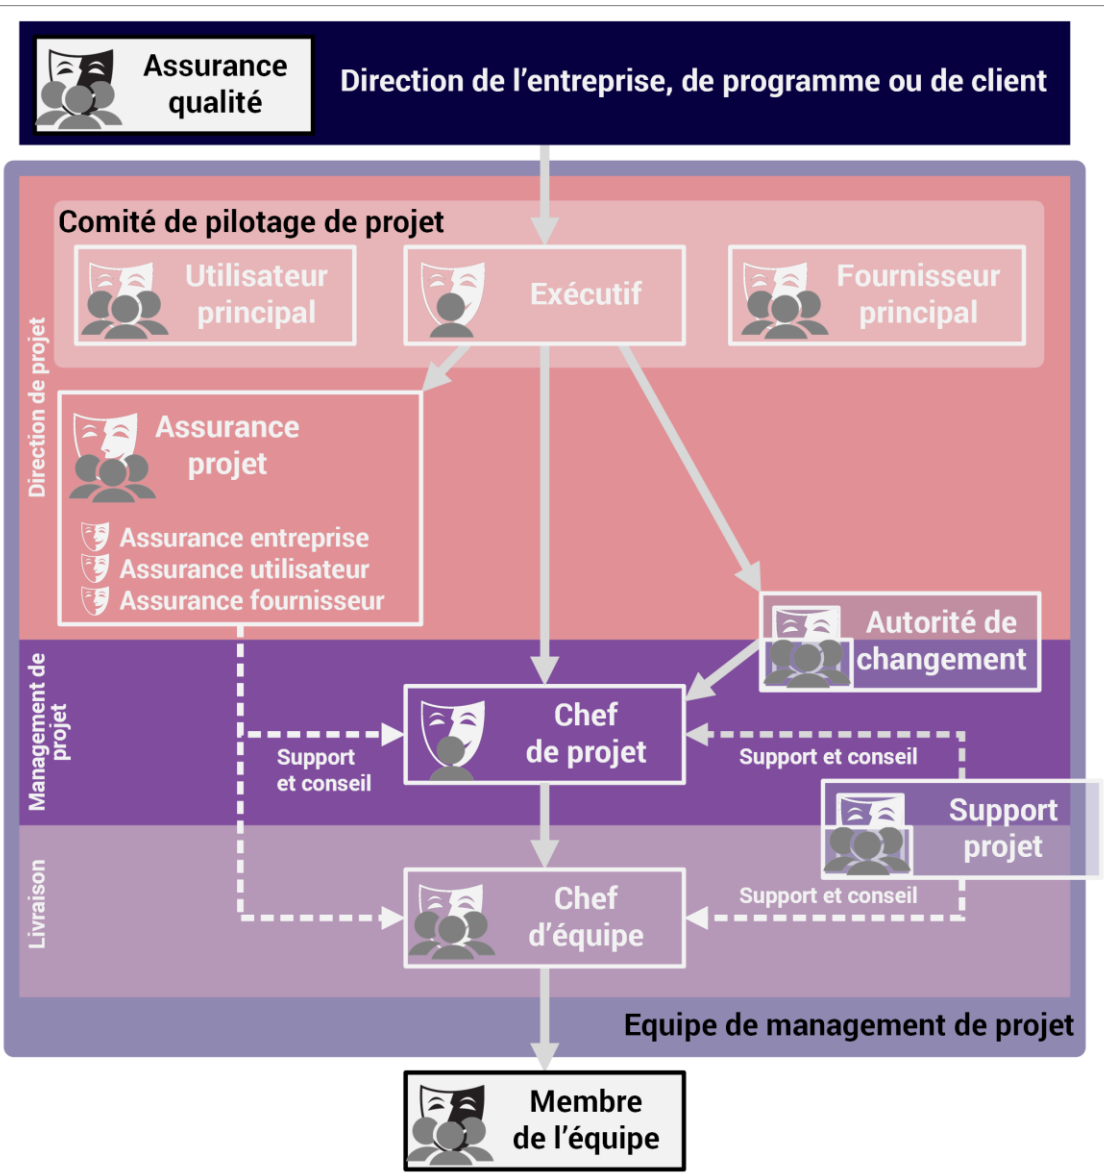 Assurance
qualité
Direction de l'entreprise, de programme ou de client
Comité de pilotage de projet
Utilisateur
principal
Exécutif
Fournisseur
principal
Direction de projet
Assurance
projet
Assurance entreprise
Assurance utilisateur
Assurance fournisseur
Autorité de
changement
Management de
projet
Chef
de projet
Support
et conseil
Support et conseil
Support
projet
Livraison
Chef
d'équipe
Support et conseil
Equipe de management de projet
Membre
de l'équipe